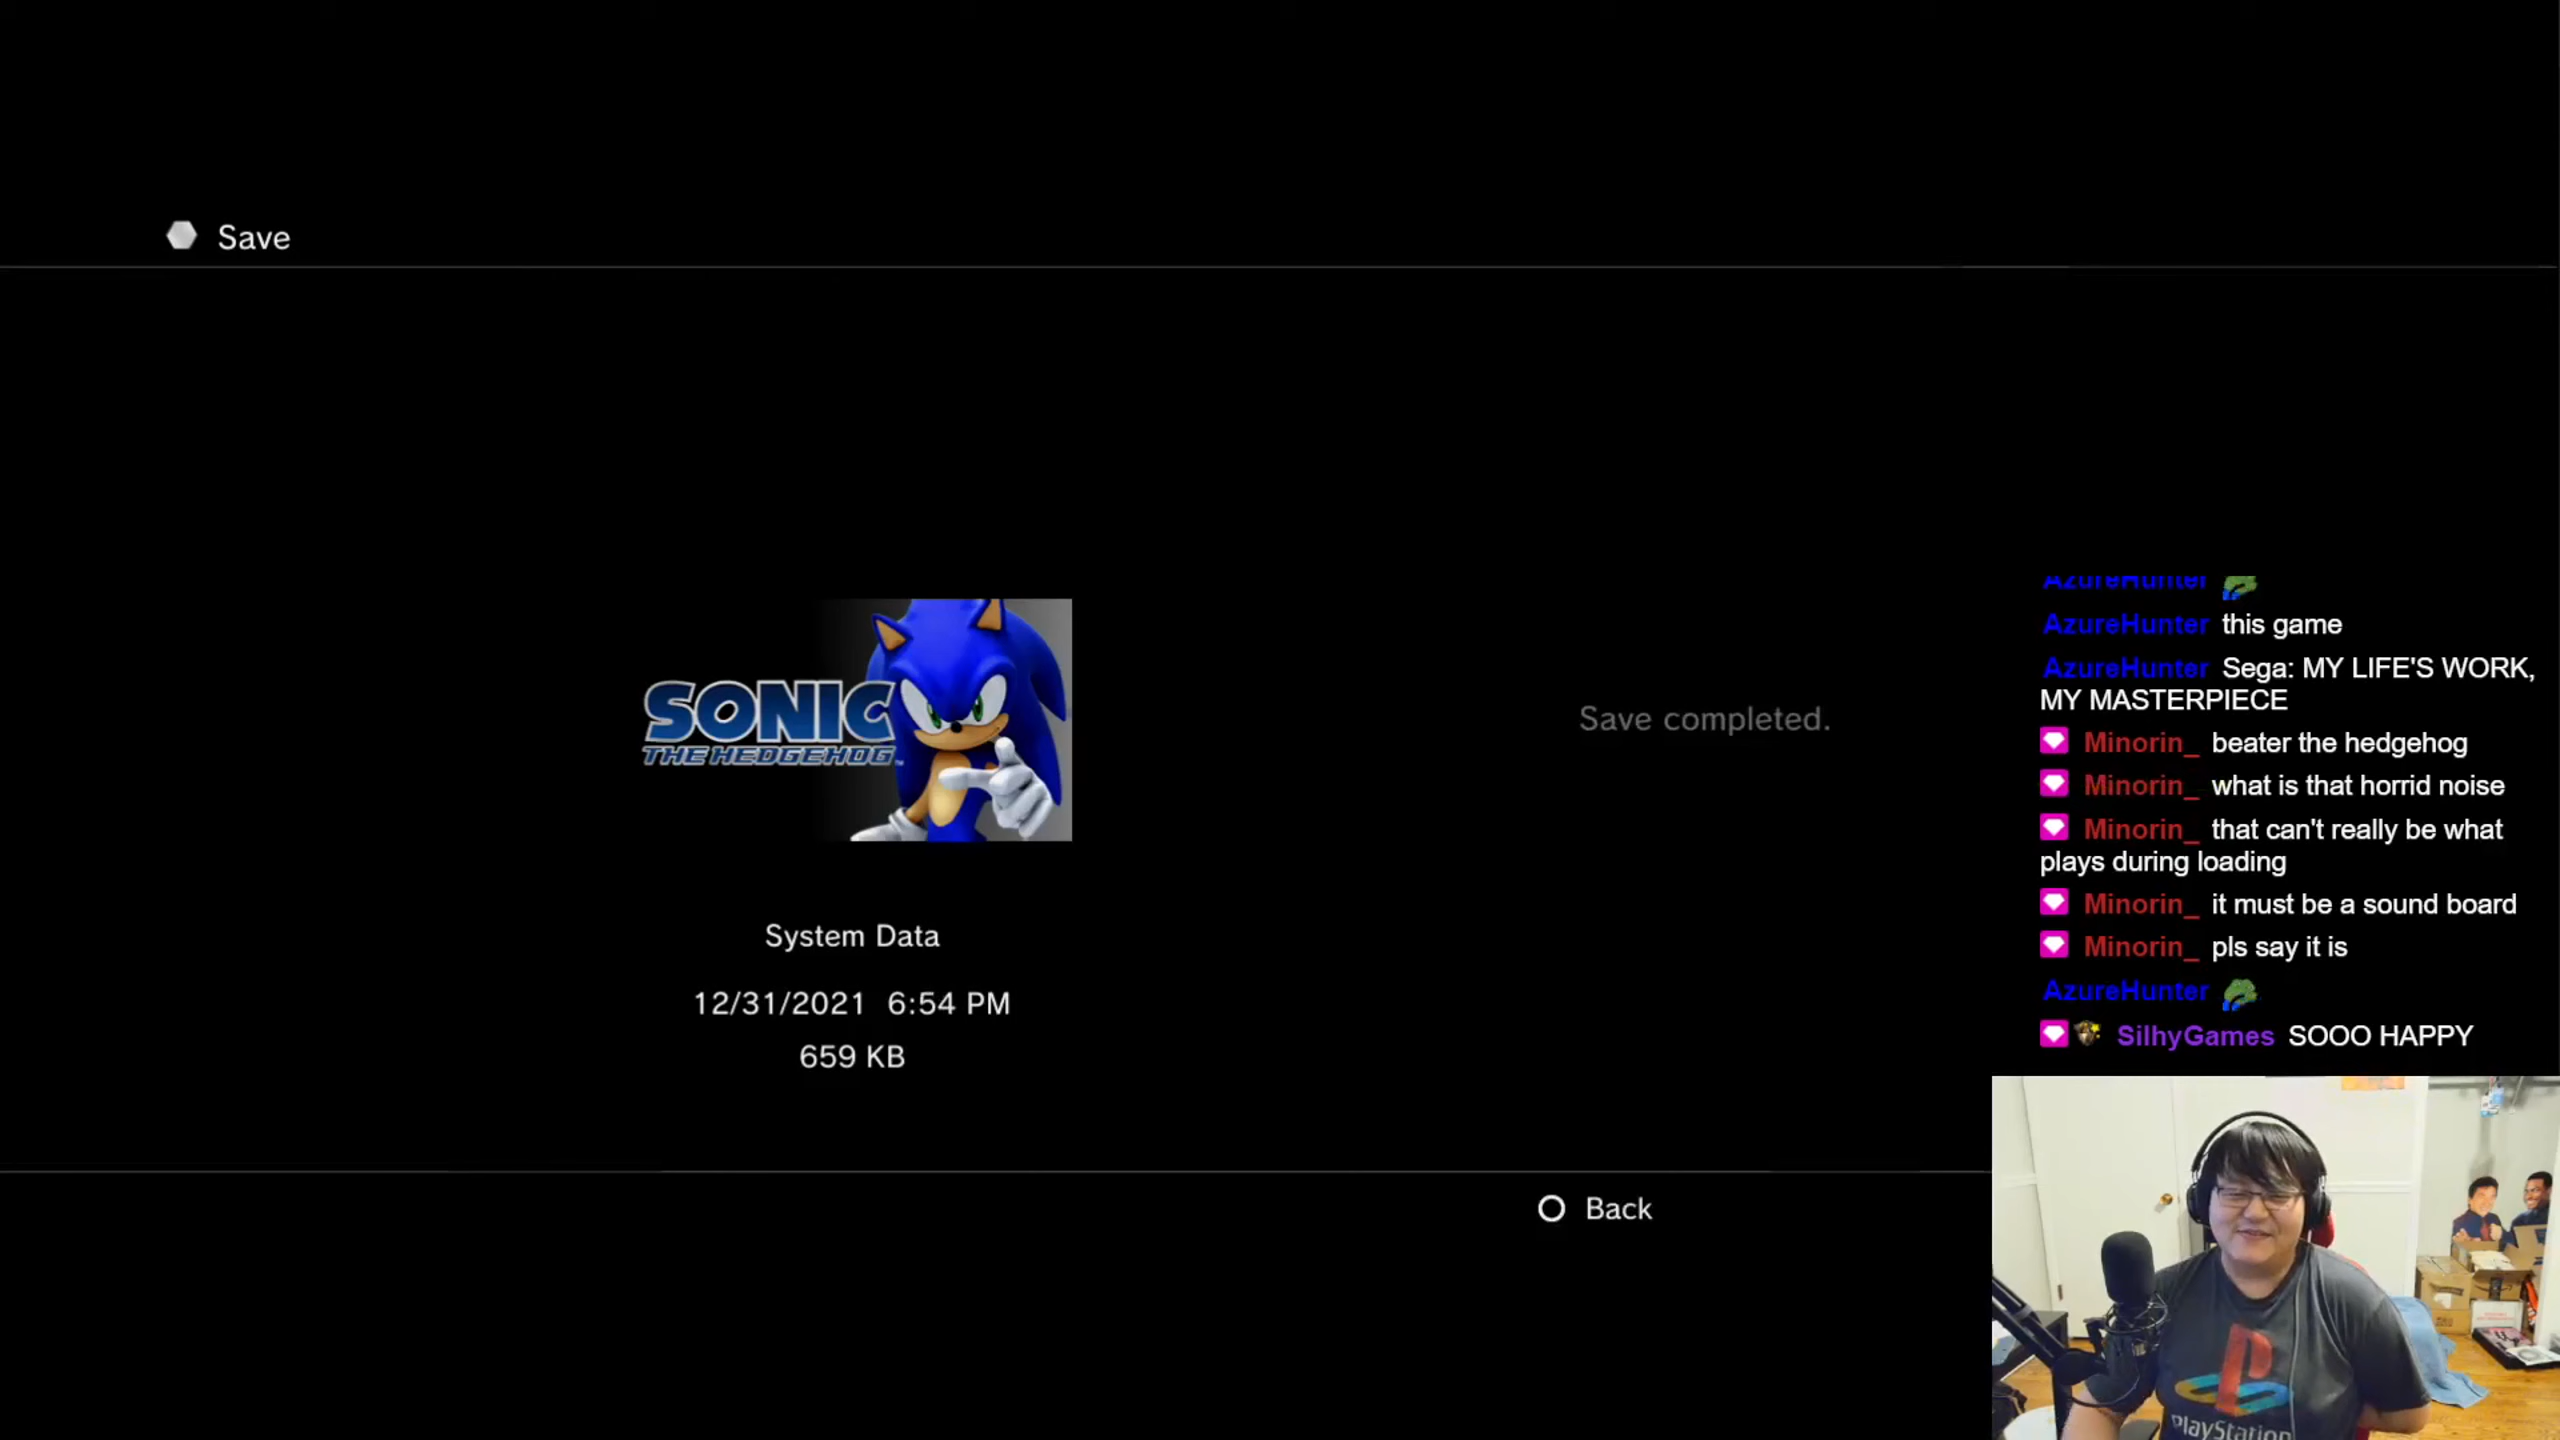 Save
SONIC
THE HEDGEHOG
Save completed.
System Data
12/31/2021 6:54 PM
659 KB
Back
AzureHunter
AzureHunter this game
AzureHunter Sega: MY LIFE'S WORK,
MY MASTERPIECE
Minorin_ beater the hedgehog
Minorin_ what is that horrid noise
Minorin_ that can't really be what
plays during loading
Minorin_ it must be a sound board
Minorin_ pls say it is
AzureHunter
SilhyGames SOOO HAPPY
PlayStation